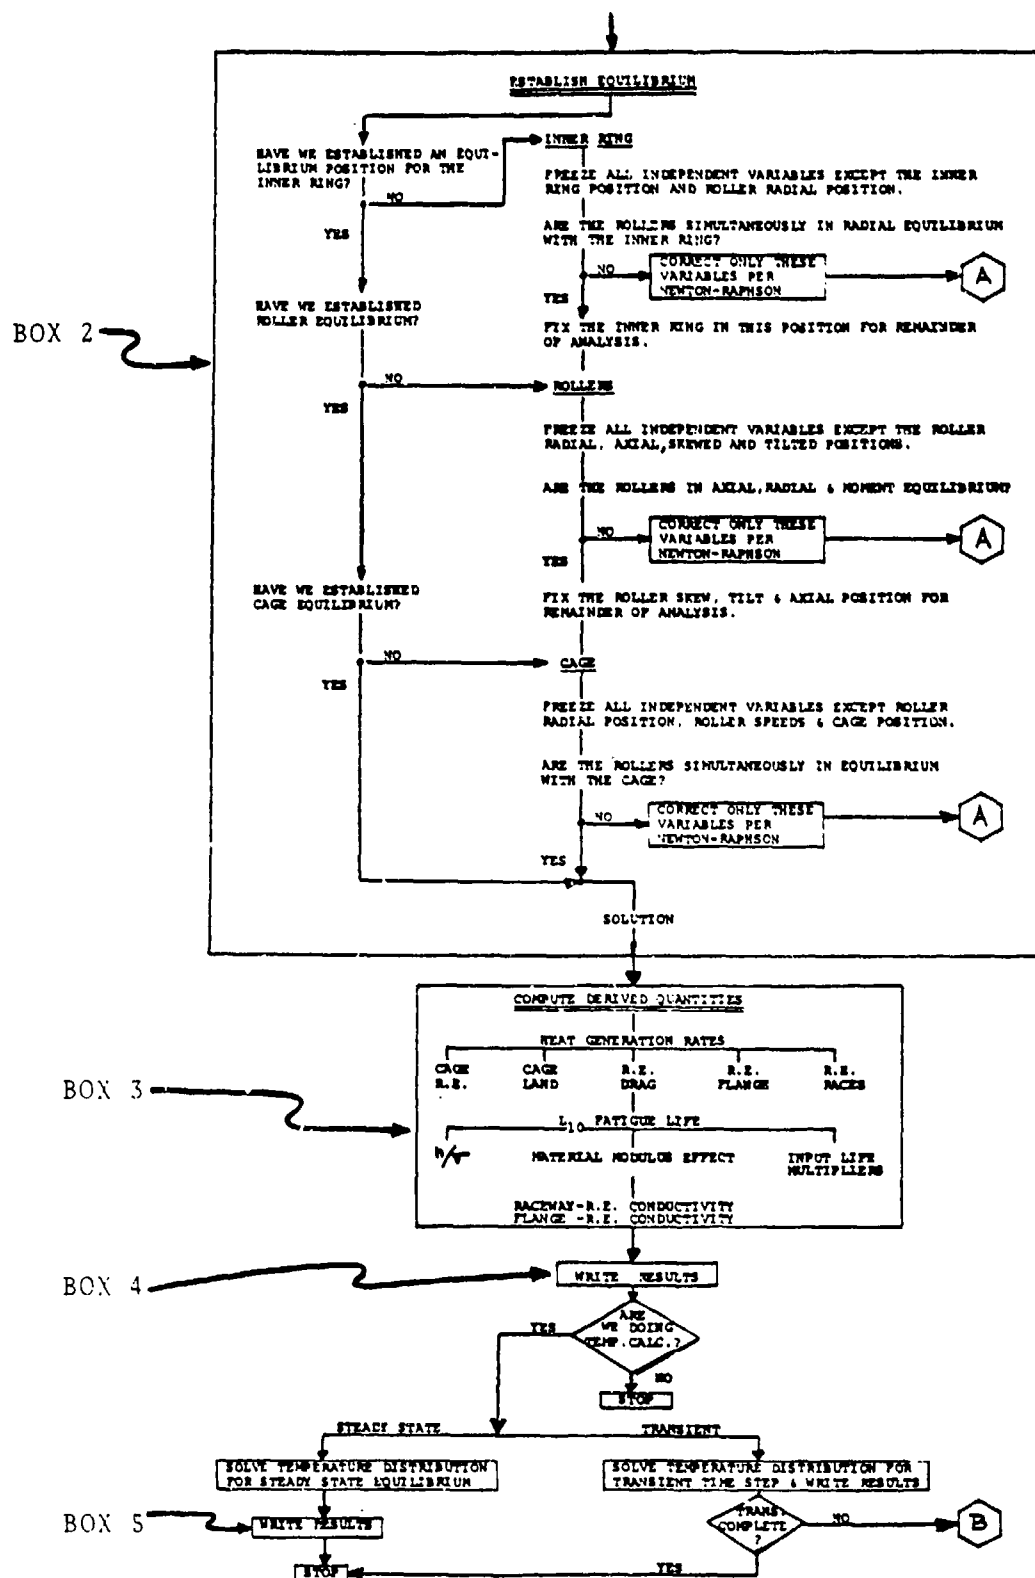 ESTABLISH EQUILIBRIUM
HAVE WE ESTABLISHED AN EQUI-
LIBRIUM POSITION FOR THE
INNER RING?
NO
YES
INNER RING
FREEZE ALL INDEPENDENT VARIABLES EXCEPT THE INNER
RING POSITION AND ROLLER RADIAL POSITION.
ARE THE ROLLERS SIMULTANEOUSLY IN RADIAL EQUILIBRIUM
WITH THE INNER RING?
NO
CORRECT ONLY THESE
VARIABLES PER
NEWTON-RAPHSON
A
YES
FIX THE INNER RING IN THIS POSITION FOR REMAINDER
OF ANALYSIS.
BOX 2
HAVE WE ESTABLISHED
ROLLER EQUILIBRIUM?
NO
YES
ROLLERS
FREEZE ALL INDEPENDENT VARIABLES EXCEPT THE ROLLER
RADIAL, AXIAL, SKEWED AND TILTED POSITIONS.
ARE THE ROLLERS IN AXIAL, RADIAL & MOMENT EQUILIBRIUM?
NO
CORRECT ONLY THESE
VARIABLES PER
NEWTON-RAPHSON
A
YES
FIX THE ROLLER SKEW, TILT & AXIAL POSITION FOR
REMAINDER OF ANALYSIS.
HAVE WE ESTABLISHED
CAGE EQUILIBRIUM?
NO
YES
CAGE
FREEZE ALL INDEPENDENT VARIABLES EXCEPT ROLLER
RADIAL POSITION, ROLLER SPEEDS & CAGE POSITION.
ARE THE ROLLERS SIMULTANEOUSLY IN EQUILIBRIUM
WITH THE CAGE?
NO
CORRECT ONLY THESE
VARIABLES PER
NEWTON-RAPHSON
A
YES
SOLUTION
COMPUTE DERIVED QUANTITIES
HEAT GENERATION RATES
CAGE
R.E.
CAGE
LAND
R.E.
DRAG
R.E.
FLANGE
R.E.
RACES
BOX 3
L10 FATIGUE LIFE
MATERIAL MODULUS EFFECT
INPUT LIFE
MULTIPLIERS
RACEWAY-R.E. CONDUCTIVITY
FLANGE -R.E. CONDUCTIVITY
BOX 4
WRITE RESULTS
ARE
WE DOING
TEMP.CALC.?
YES
NO
STOP
STEADY STATE
TRANSIENT
SOLVE TEMPERATURE DISTRIBUTION
FOR STEADY STATE EQUILIBRIUM
SOLVE TEMPERATURE DISTRIBUTION FOR
TRANSIENT TIME STEP & WRITE RESULTS
BOX 5
WRITE RESULTS
TRANS.
COMPLETE
?
NO
B
YES
STOP